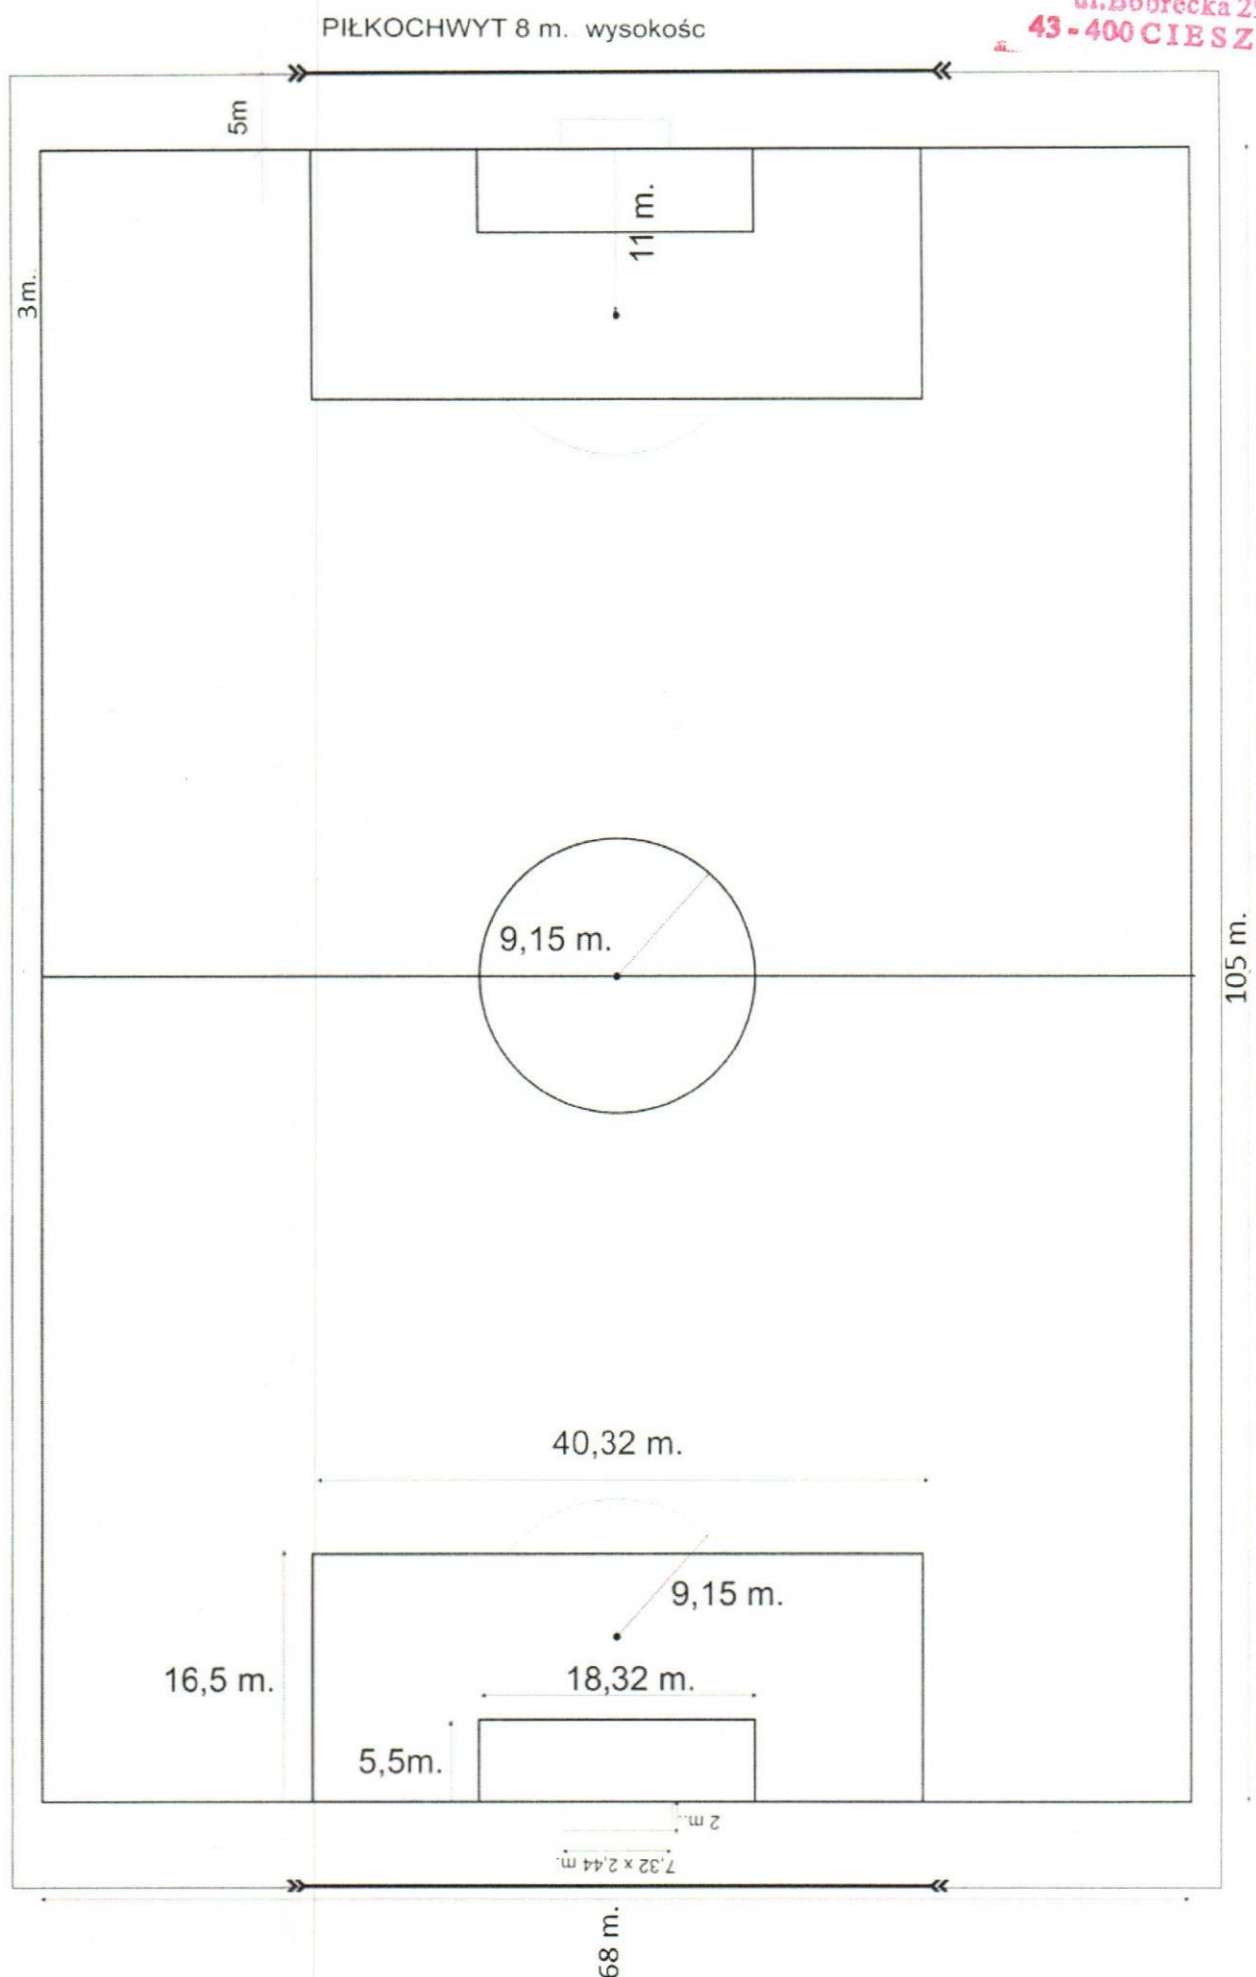 PIŁKOCHWYT 8 m. wysokośc
43-400 CIESZ
5m
11 m.
3m.
9,15 m.
105 m.
40,32 m.
9,15 m.
16,5 m.
18,32 m.
5,5m.
2 m.
7,32 x 2,44 m.
68 m.